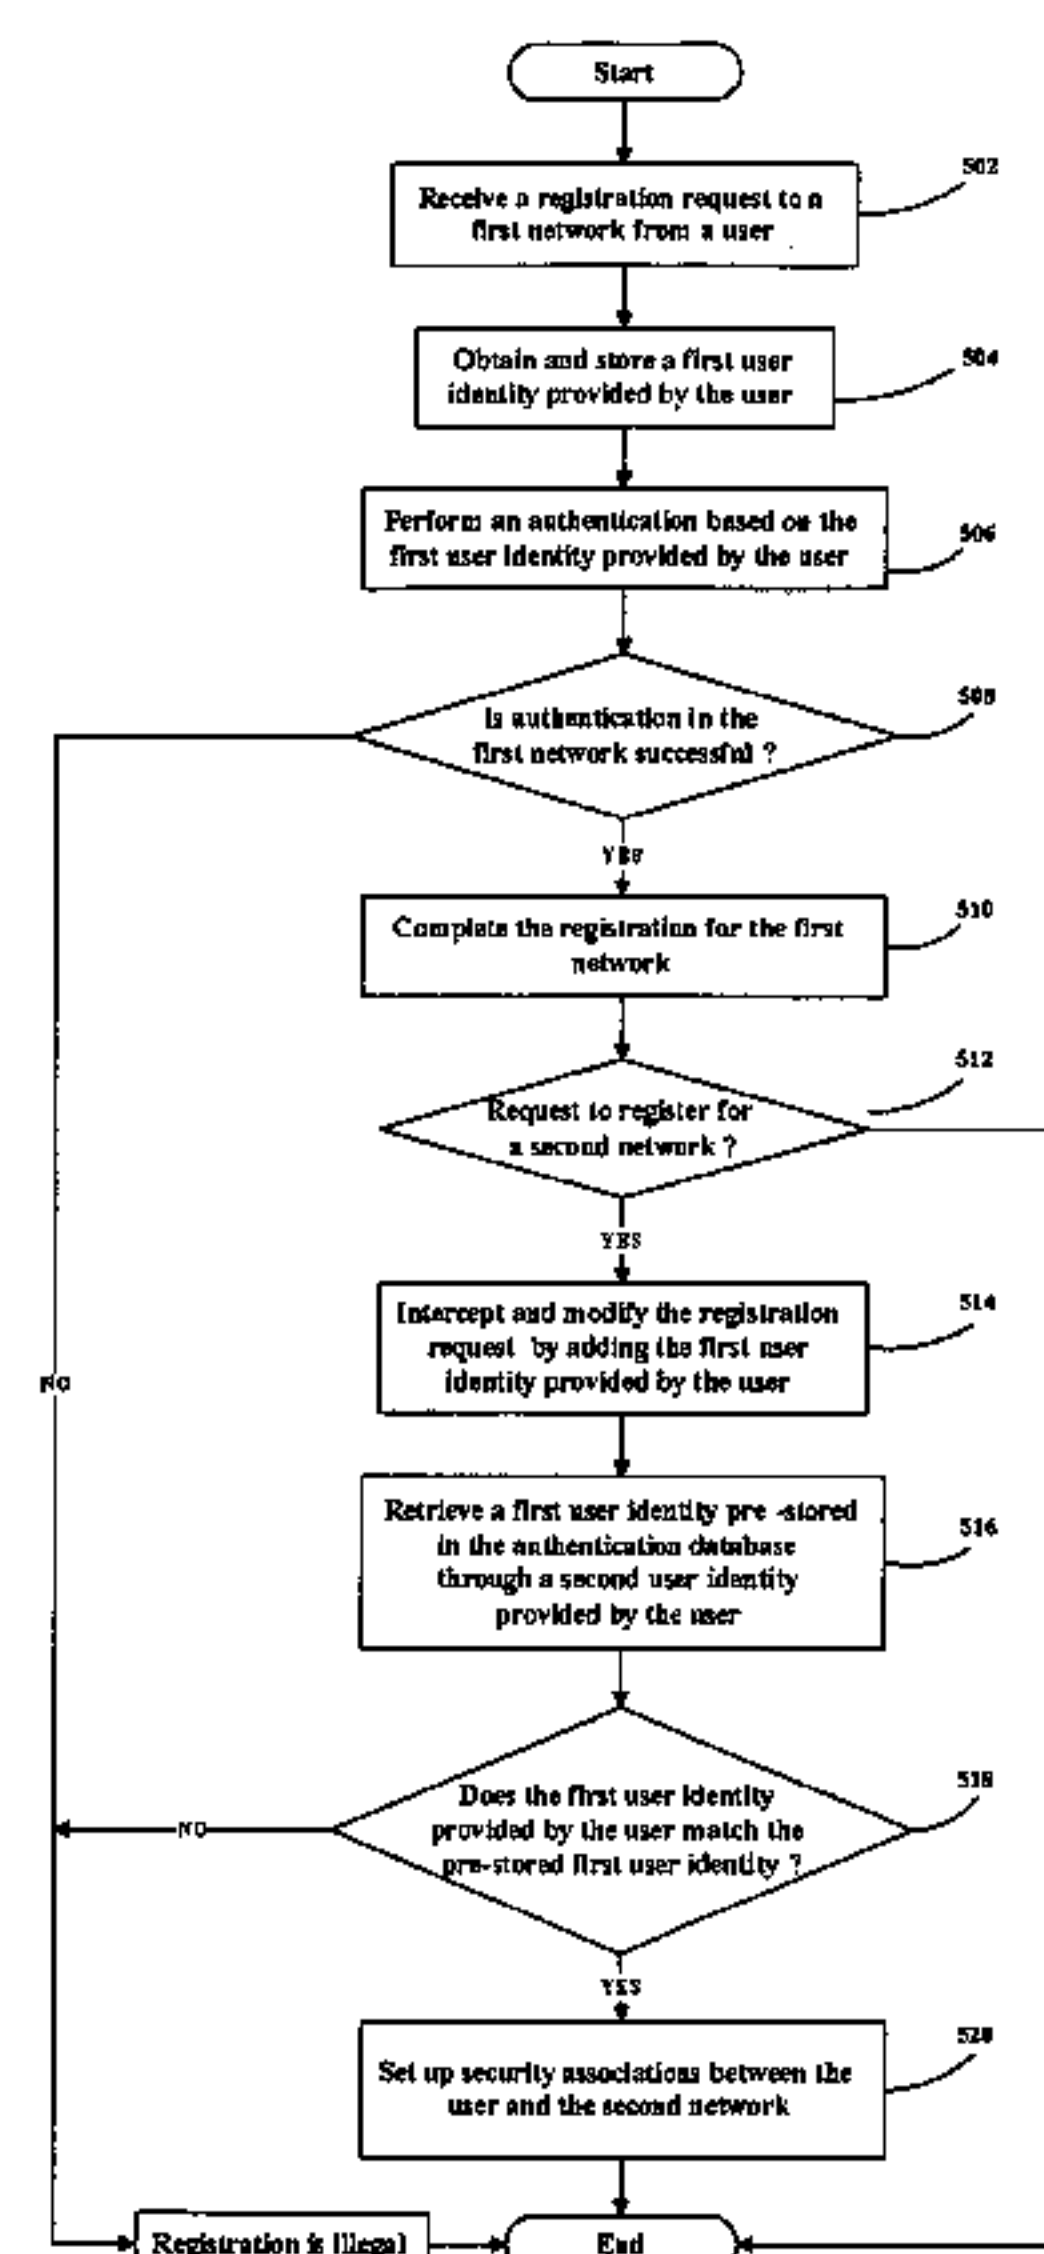 Start
502
Receive a registration request to a
first network from a user
504
Obtain and store a first user
identity provided by the user
506
Perform an authentication based on the
first user identity provided by the user
508
Is authentication in the
first network successful ?
YES
510
Complete the registration for the first
network
512
Request to register for
a second network ?
YES
514
Intercept and modify the registration
request by adding the first user
identity provided by the user
NO
516
Retrieve a first user identity pre -stored
in the authentication database
through a second user identity
provided by the user
518
Does the first user identity
provided by the user match the
pre-stored first user identity ?
NO
YES
520
Set up security associations between the
user and the second network
Registration is illegal
End